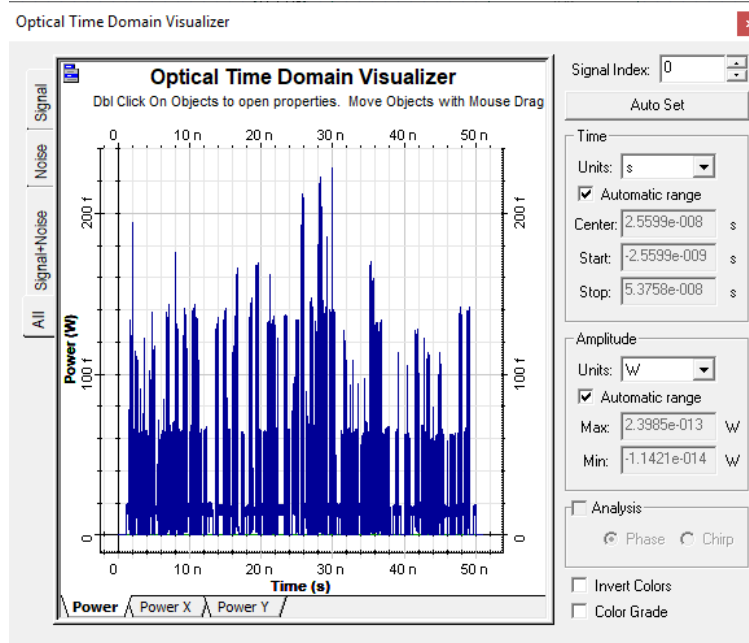 Optical Time Domain Visualizer
x
Signal
Noise
Signal+Noise
All
Optical Time Domain Visualizer
Dbl Click On Objects to open properties. Move Objects with Mouse Drag
0 10 n 20 n 30 n 40 n 50 n
Power (W)
200 f
100 f
0
200 f
100 f
0
0 10 n 20 n 30 n 40 n 50 n
Time (s)
Power Power X Power Y
Signal Index: 0
Auto Set
Time
Units: s
Automatic range
Center: 2.5599e-008 s
Start: -2.5599e-009 s
Stop: 5.3758e-008 s
Amplitude
Units: W
Automatic range
Max: 2.3985e-013 W
Min: -1.1421e-014 W
Analysis
Phase Chirp
Invert Colors
Color Grade